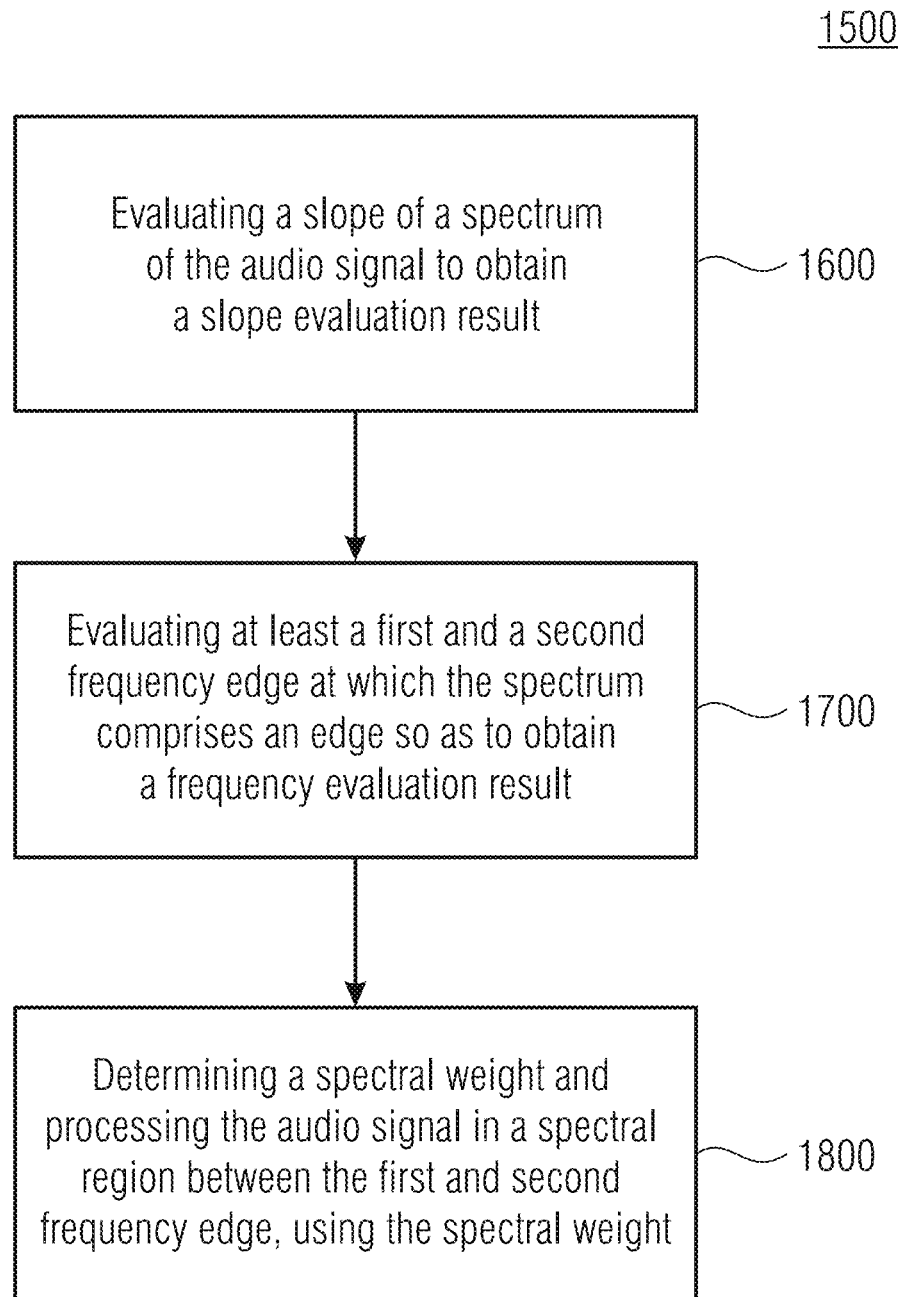 1500
Evaluating a slope of a spectrum
of the audio signal to obtain
a slope evaluation result
1600
Evaluating at least a first and a second
frequency edge at which the spectrum
comprises an edge so as to obtain
a frequency evaluation result
1700
Determining a spectral weight and
processing the audio signal in a spectral
region between the first and second
frequency edge, using the spectral weight
1800